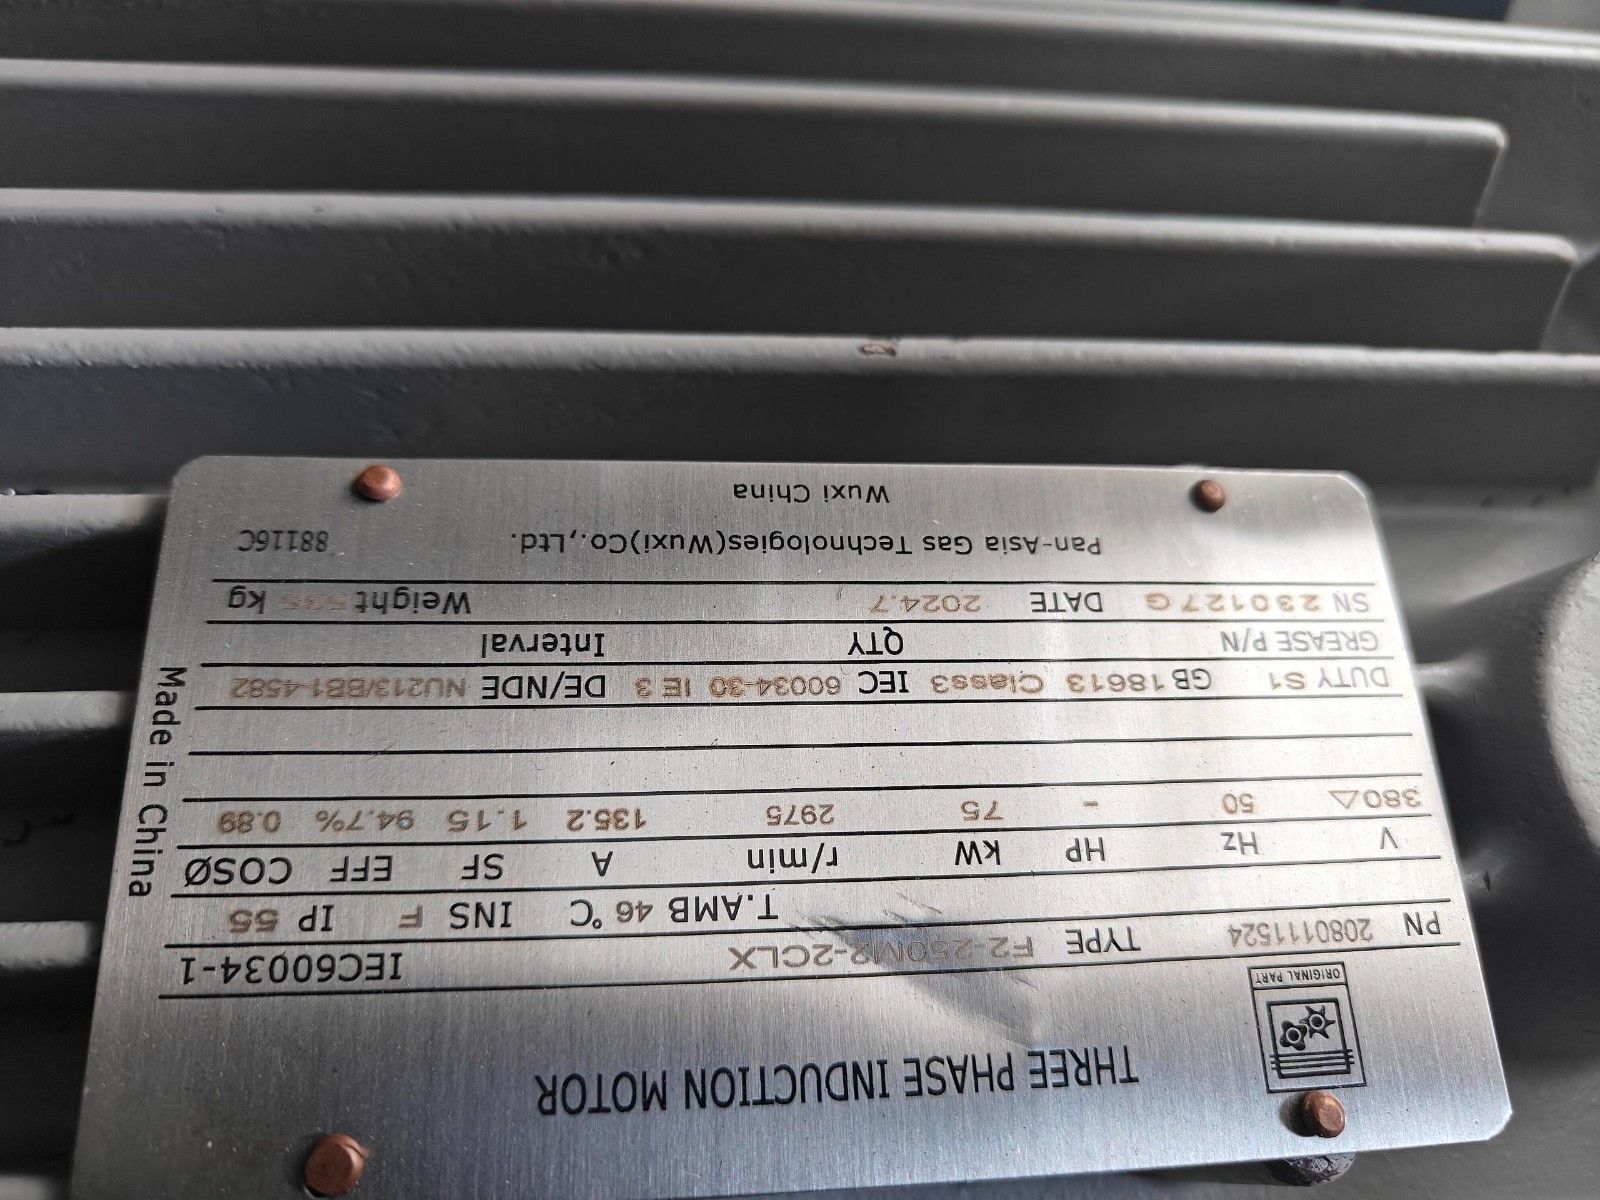 THREE PHASE INDUCTION MOTOR
ORIGINAL PART
IEC60034-1
PN 2080111524 TYPE F2-250M2-2CLX
T.AMB 46 °C INS F IP 55
V Hz HP kW r/min A SF EFF COSØ
380△ 50 - 75 2975 135.2 1.15 94.7% 0.89
DUTY S1 GB 18613 Class3 IEC 60034-30 IE 3 DE/NDE NU213/BB1-4582
GREASE P/N QTY Interval
SN 230127 G DATE 2024.7 Weight kg
Pan-Asia Gas Technologies(Wuxi)Co.,Ltd. 88116C
Wuxi China
Made in China